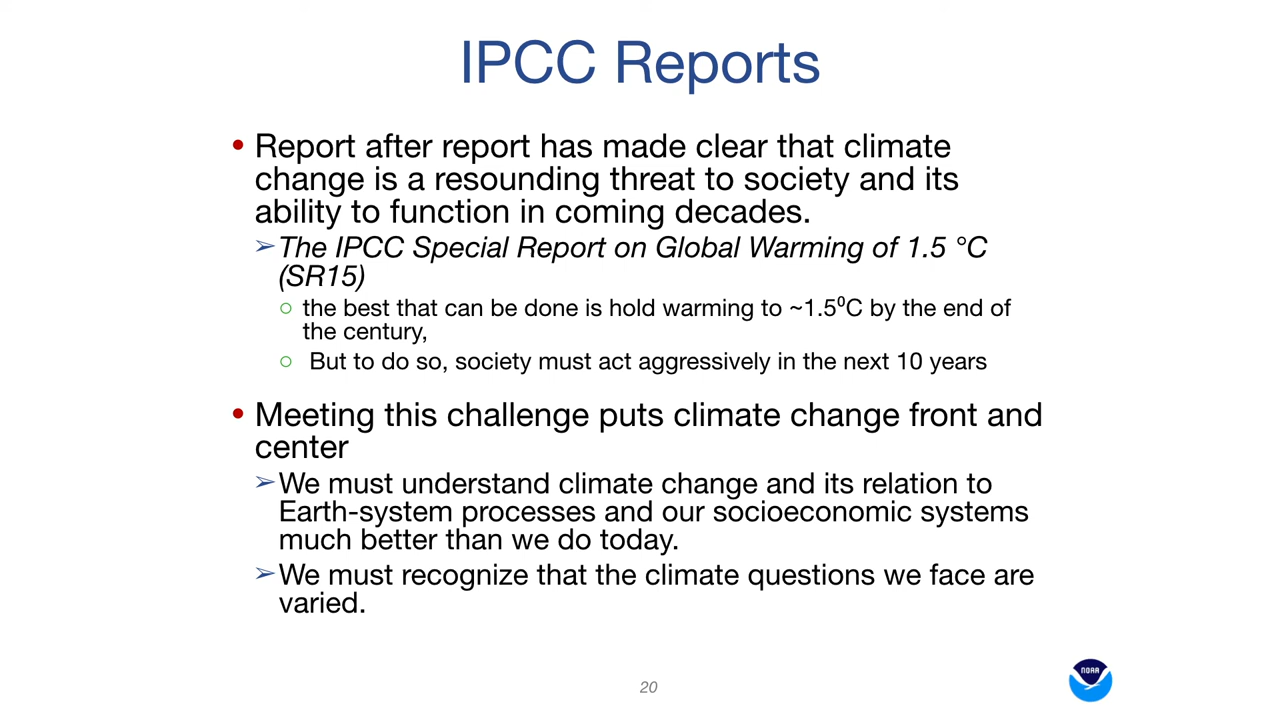 IPCC Reports
• Report after report has made clear that climate
change is a resounding threat to society and its
ability to function in coming decades.
➢ The IPCC Special Report on Global Warming of 1.5 °C
(SR15)
○ the best that can be done is hold warming to ~1.5⁰C by the end of
the century,
○ But to do so, society must act aggressively in the next 10 years
• Meeting this challenge puts climate change front and
center
➢ We must understand climate change and its relation to
Earth-system processes and our socioeconomic systems
much better than we do today.
➢ We must recognize that the climate questions we face are
varied.
20
NOAA